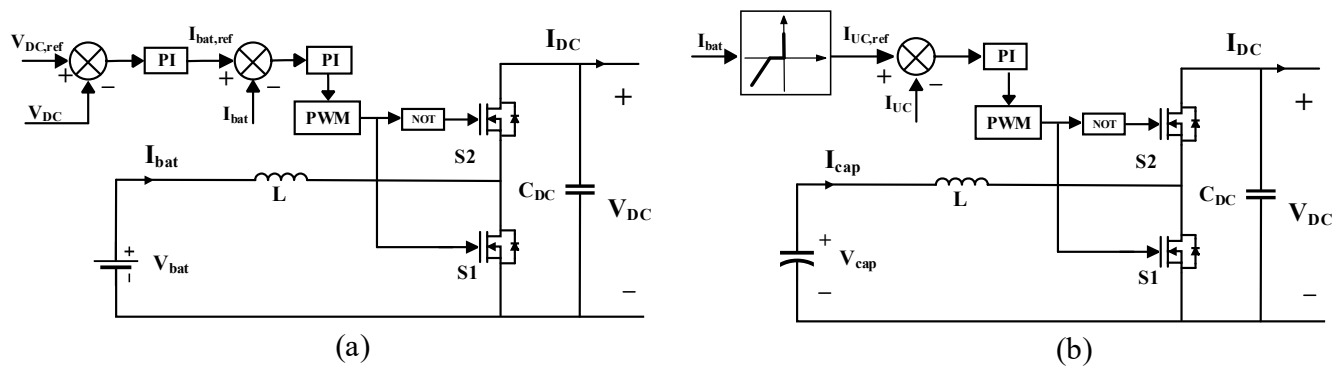 V_DC,ref
+
−
PI
I_bat,ref
+
−
PI
V_DC
I_bat
PWM
NOT
S2
I_DC
+
I_bat
L
C_DC
V_DC
+
-
V_bat
S1
−
(a)
I_bat
I_UC,ref
+
−
PI
I_UC
PWM
NOT
S2
I_DC
+
I_cap
L
C_DC
V_DC
+
V_cap
−
S1
−
(b)